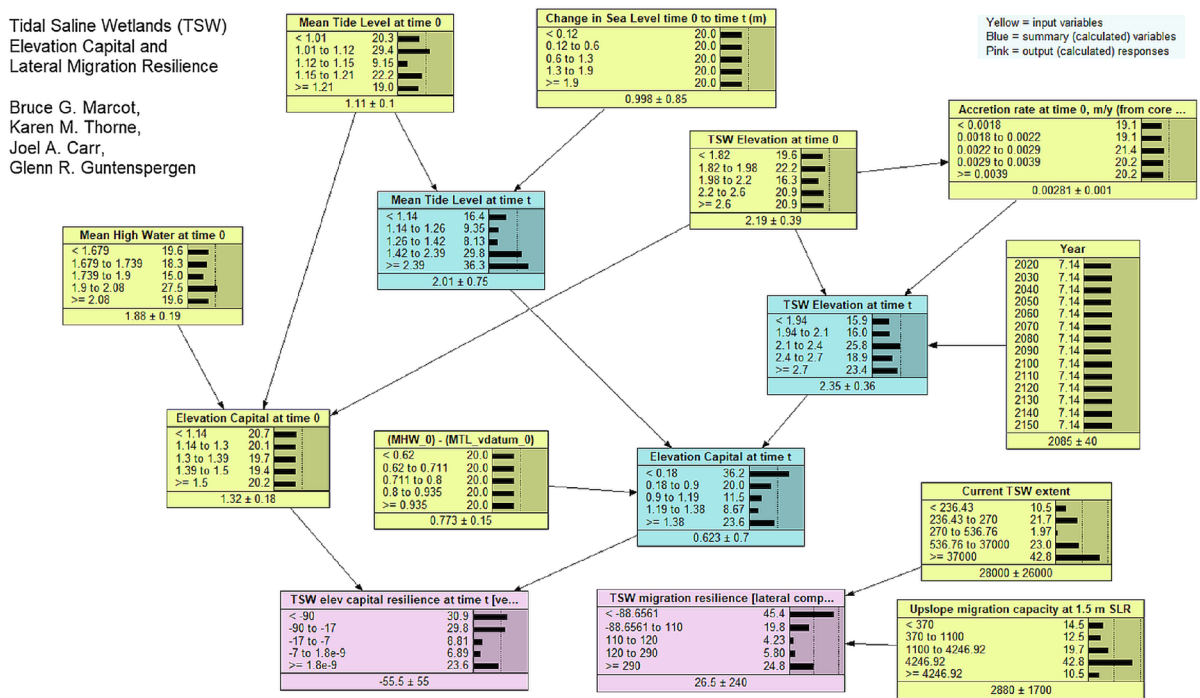 Tidal Saline Wetlands (TSW)
Elevation Capital and
Lateral Migration Resilience
Bruce G. Marcot,
Karen M. Thorne,
Joel A. Carr,
Glenn R. Guntenspergen
Mean Tide Level at time 0
< 1.01 20.3
1.01 to 1.12 29.4
1.12 to 1.15 9.15
1.15 to 1.21 22.2
>= 1.21 19.0
1.11 ± 0.1
Change in Sea Level time 0 to time t (m)
< 0.12 20.0
0.12 to 0.6 20.0
0.6 to 1.3 20.0
1.3 to 1.9 20.0
>= 1.9 20.0
0.998 ± 0.85
Yellow = input variables
Blue = summary (calculated) variables
Pink = output (calculated) responses
Accretion rate at time 0, m/y (from core ...
< 0.0018 19.1
0.0018 to 0.0022 19.1
0.0022 to 0.0029 21.4
0.0029 to 0.0039 20.2
>= 0.0039 20.2
0.00281 ± 0.001
TSW Elevation at time 0
< 1.82 19.6
1.82 to 1.98 22.2
1.98 to 2.2 16.3
2.2 to 2.6 20.9
>= 2.6 20.9
2.19 ± 0.39
Mean Tide Level at time t
< 1.14 16.4
1.14 to 1.26 9.35
1.26 to 1.42 8.13
1.42 to 2.39 29.8
>= 2.39 36.3
2.01 ± 0.75
Mean High Water at time 0
< 1.679 19.6
1.679 to 1.739 18.3
1.739 to 1.9 15.0
1.9 to 2.08 27.5
>= 2.08 19.6
1.88 ± 0.19
Year
2020 7.14
2030 7.14
2040 7.14
2050 7.14
2060 7.14
2070 7.14
2080 7.14
2090 7.14
2100 7.14
2110 7.14
2120 7.14
2130 7.14
2140 7.14
2150 7.14
2085 ± 40
TSW Elevation at time t
< 1.94 15.9
1.94 to 2.1 16.0
2.1 to 2.4 25.8
2.4 to 2.7 18.9
>= 2.7 23.4
2.35 ± 0.36
Elevation Capital at time 0
< 1.14 20.7
1.14 to 1.3 20.1
1.3 to 1.39 19.7
1.39 to 1.5 19.4
>= 1.5 20.2
1.32 ± 0.18
(MHW_0) - (MTL_vdatum_0)
< 0.62 20.0
0.62 to 0.711 20.0
0.711 to 0.8 20.0
0.8 to 0.935 20.0
>= 0.935 20.0
0.773 ± 0.15
Elevation Capital at time t
< 0.18 36.2
0.18 to 0.9 20.0
0.9 to 1.19 11.5
1.19 to 1.38 8.67
>= 1.38 23.6
0.623 ± 0.7
Current TSW extent
< 236.43 10.5
236.43 to 270 21.7
270 to 536.76 1.97
536.76 to 37000 23.0
>= 37000 42.8
28000 ± 26000
TSW elev capital resilience at time t [ve...
< -90 30.9
-90 to -17 29.8
-17 to -7 8.81
-7 to 1.8e-9 6.89
>= 1.8e-9 23.6
-55.5 ± 55
TSW migration resilience [lateral comp...
< -88.6561 45.4
-88.6561 to 110 19.8
110 to 120 4.23
120 to 290 5.80
>= 290 24.8
26.5 ± 240
Upslope migration capacity at 1.5 m SLR
< 370 14.5
370 to 1100 12.5
1100 to 4246.92 19.7
4246.92 42.8
>= 4246.92 10.5
2880 ± 1700